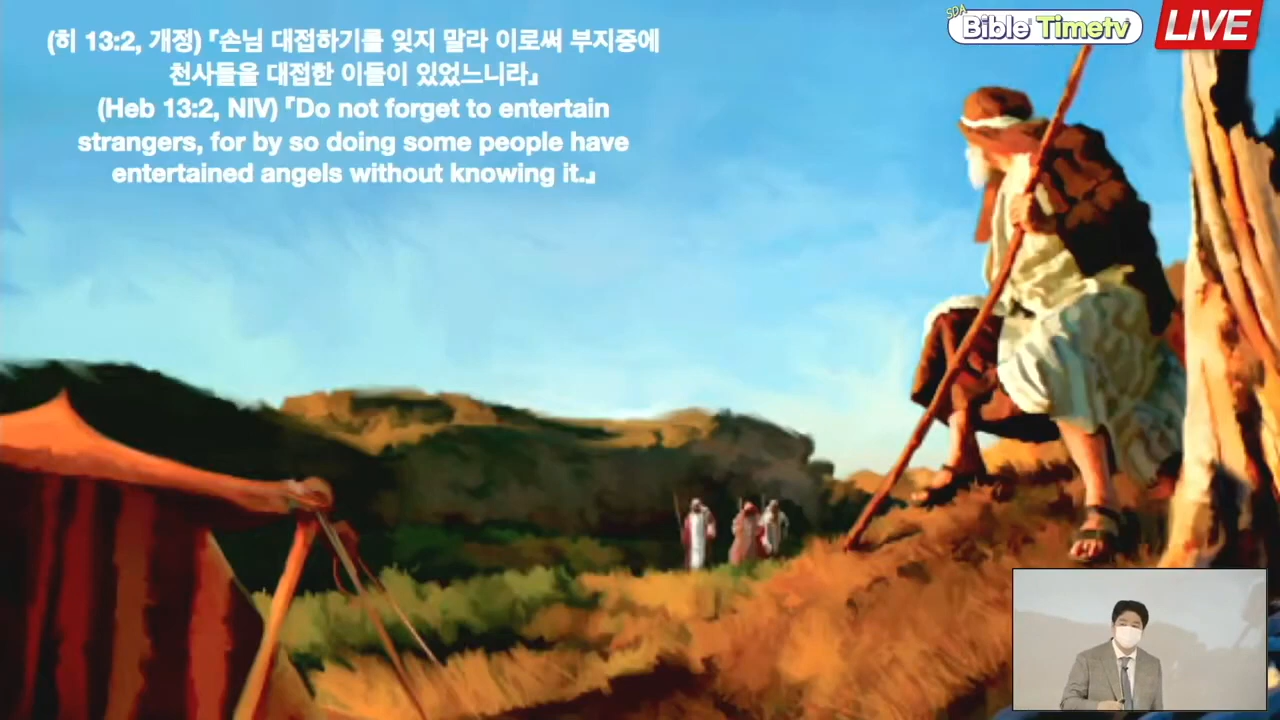 (히 13:2, 개정) 「손님 대접하기를 잊지 말라 이로써 부지중에
천사들을 대접한 이들이 있었느니라」
(Heb 13:2, NIV) 「Do not forget to entertain
strangers, for by so doing some people have
entertained angels without knowing it.」
SDA
Bible Timetv
LIVE